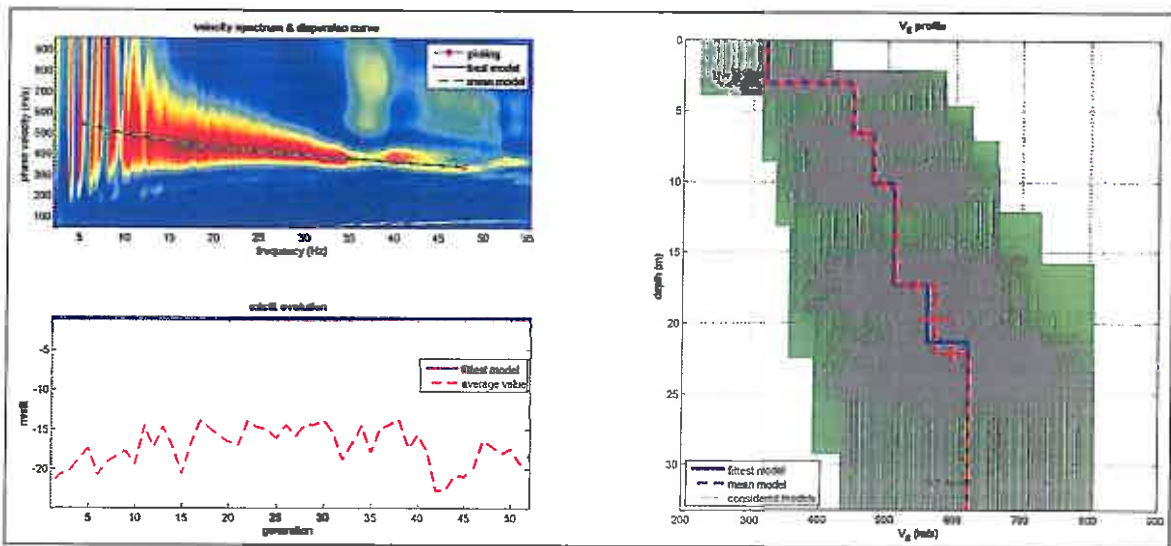 velocity spectrum & dispersion curve
picking
best model
mean model
phase velocity (m/s)
900
800
700
600
500
400
300
200
100
5 10 15 20 25 30 35 40 45 50 55
frequency (Hz)
misfit evolution
fittest model
average value
misfit
-5
-10
-15
-20
5 10 15 20 25 30 35 40 45 50
generation
VS profile
depth (m)
0
5
10
15
20
25
30
fittest model
mean model
considered models
200 300 400 500 600 700 800 900
VS (m/s)